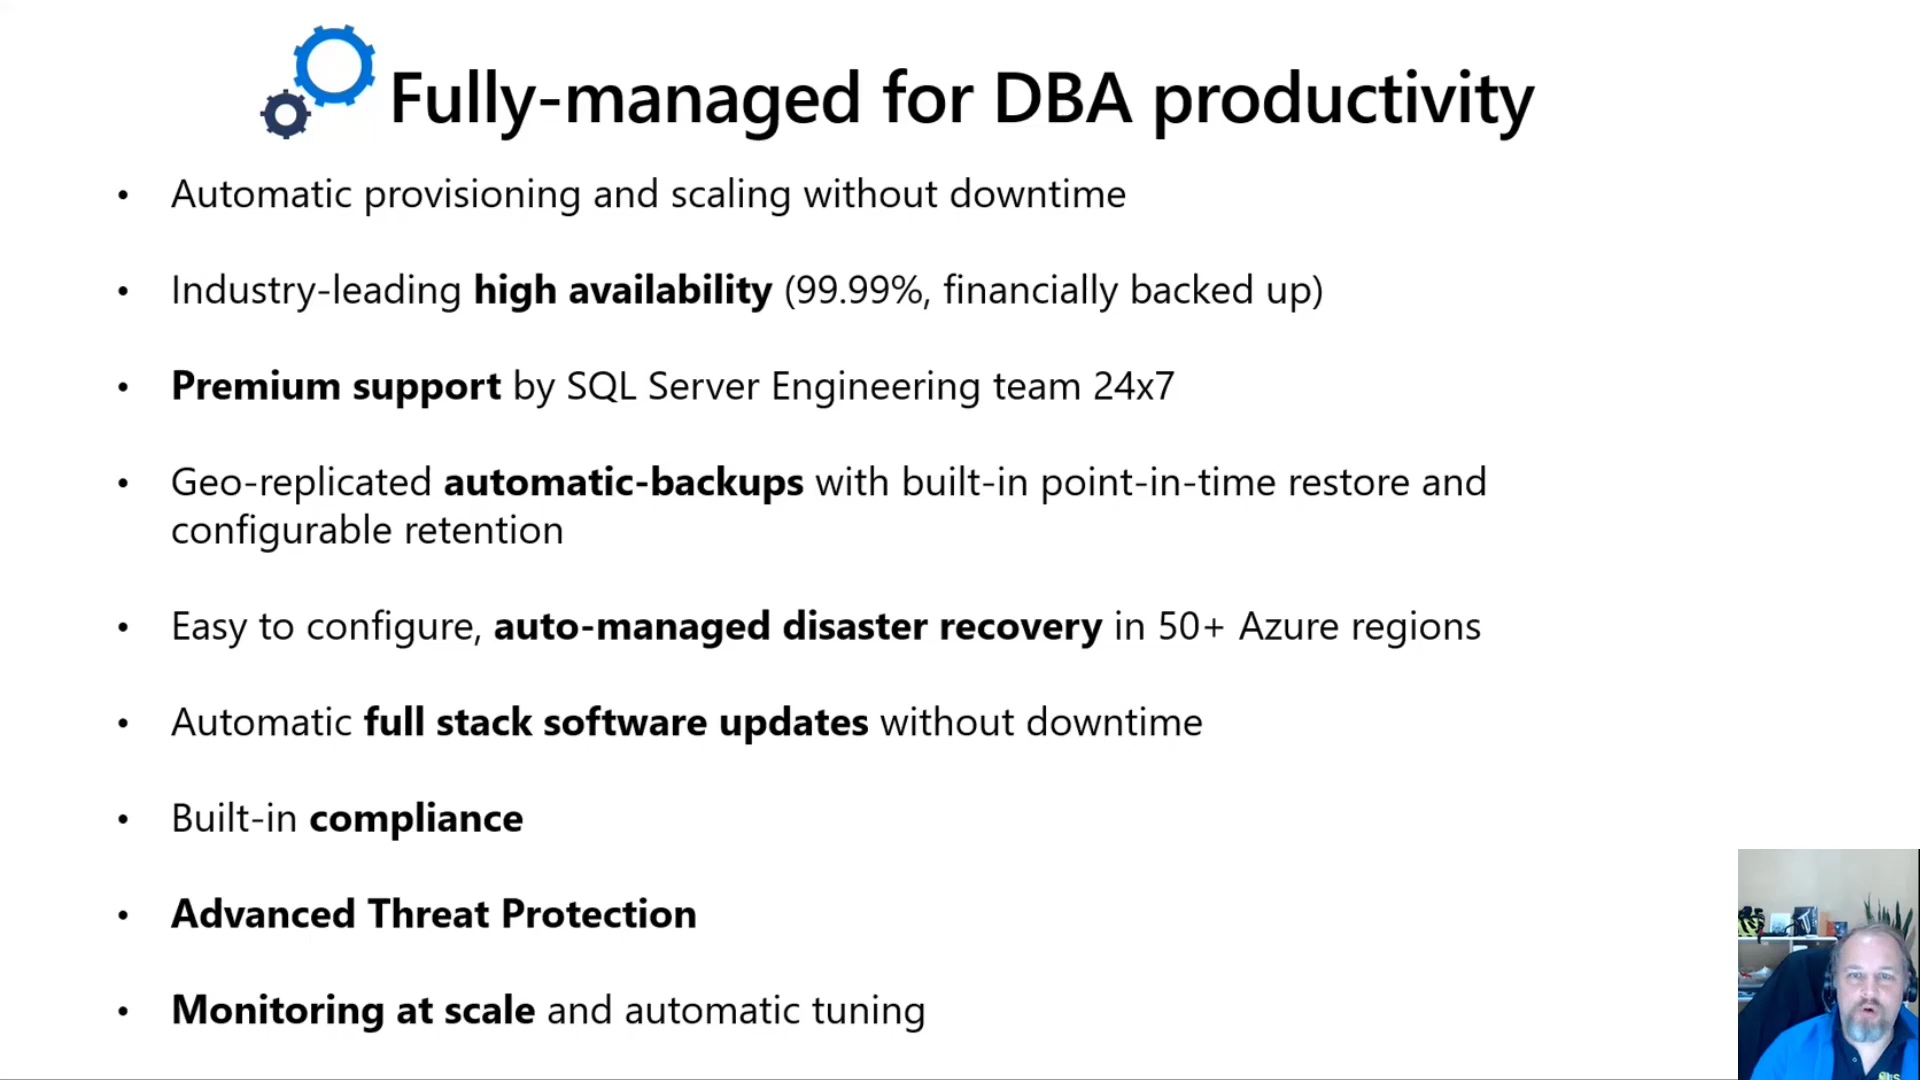 Fully-managed for DBA productivity
• Automatic provisioning and scaling without downtime
• Industry-leading high availability (99.99%, financially backed up)
• Premium support by SQL Server Engineering team 24x7
• Geo-replicated automatic-backups with built-in point-in-time restore and
configurable retention
• Easy to configure, auto-managed disaster recovery in 50+ Azure regions
• Automatic full stack software updates without downtime
• Built-in compliance
• Advanced Threat Protection
• Monitoring at scale and automatic tuning